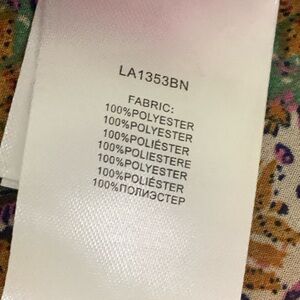 LA1353BN
FABRIC:
100%POLYESTER
100%POLYESTER
100%POLIÉSTER
100%POLIESTERE
100%POLYESTER
100%POLIÉSTER
100%ПОЛИЭСТЕР